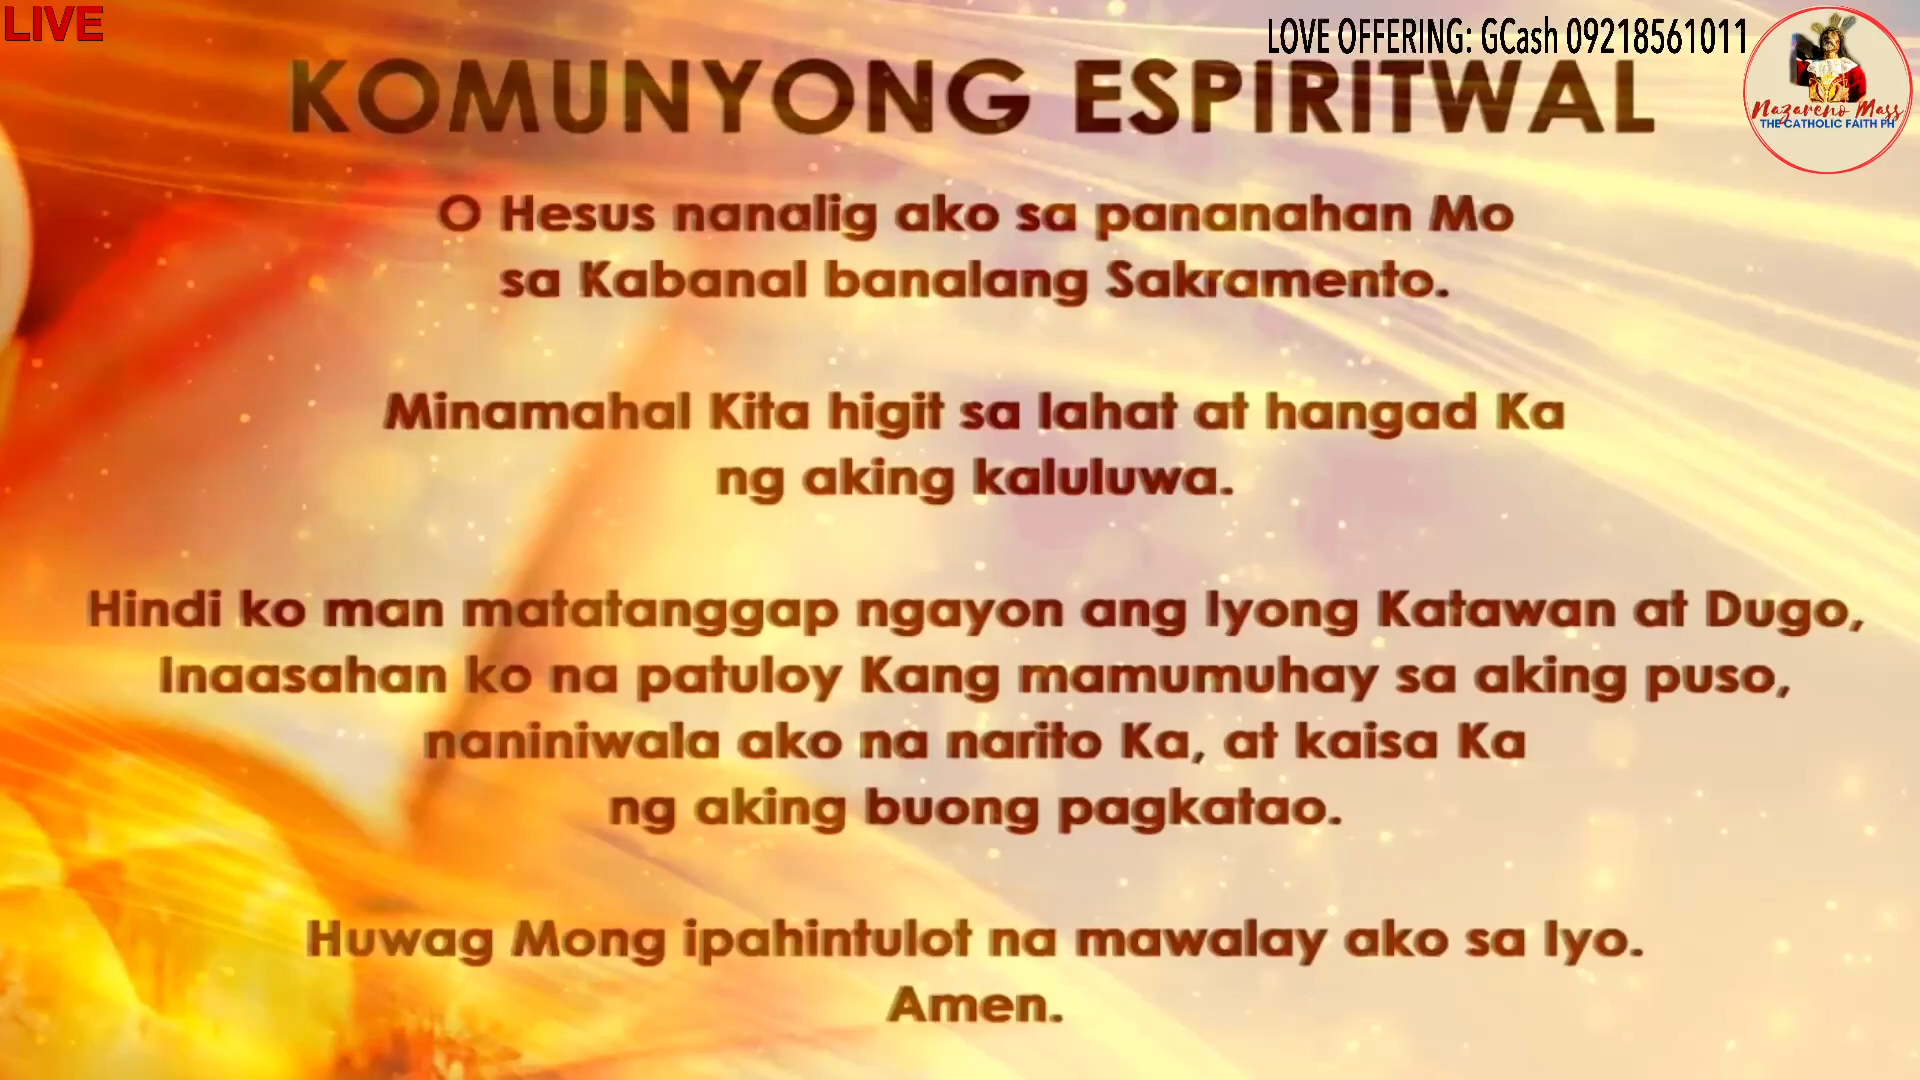 LIVE
LOVE OFFERING: GCash 09218561011
Nazareno Mass
THE CATHOLIC FAITH PH
KOMUNYONG ESPIRITWAL
O Hesus nanalig ako sa pananahan Mo
sa Kabanal banalang Sakramento.
Minamahal Kita higit sa lahat at hangad Ka
ng aking kaluluwa.
Hindi ko man matatanggap ngayon ang Iyong Katawan at Dugo,
Inaasahan ko na patuloy Kang mamumuhay sa aking puso,
naniniwala ako na narito Ka, at kaisa Ka
ng aking buong pagkatao.
Huwag Mong ipahintulot na mawalay ako sa Iyo.
Amen.